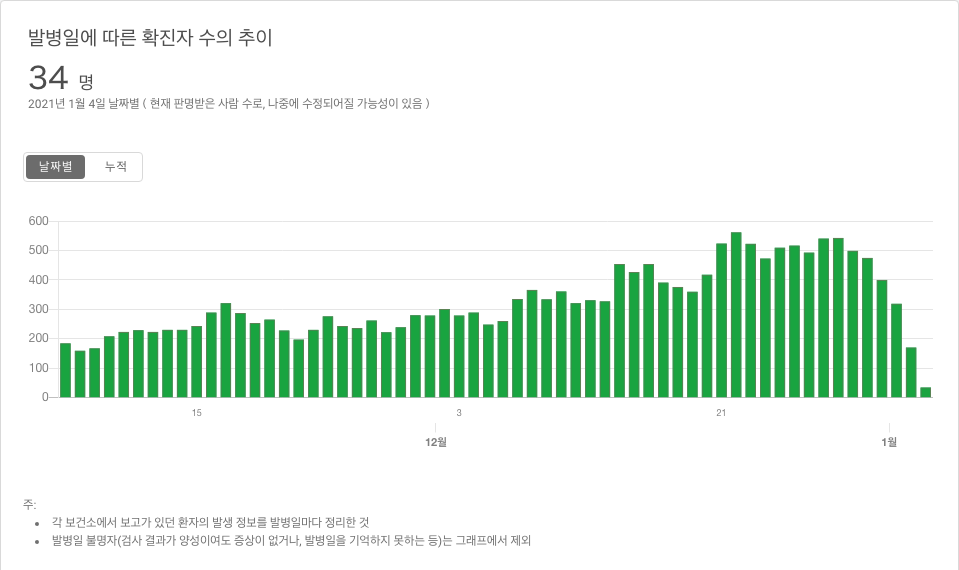 발병일에 따른 확진자 수의 추이
34 명
2021년 1월 4일 날짜별 ( 현재 판명받은 사람 수로, 나중에 수정되어질 가능성이 있음 )
날짜별 누적
600
500
400
300
200
100
0
15 3 21
12월 1월
주:
• 각 보건소에서 보고가 있던 환자의 발생 정보를 발병일마다 정리한 것
• 발병일 불명자(검사 결과가 양성이여도 증상이 없거나, 발병일을 기억하지 못하는 등)는 그래프에서 제외